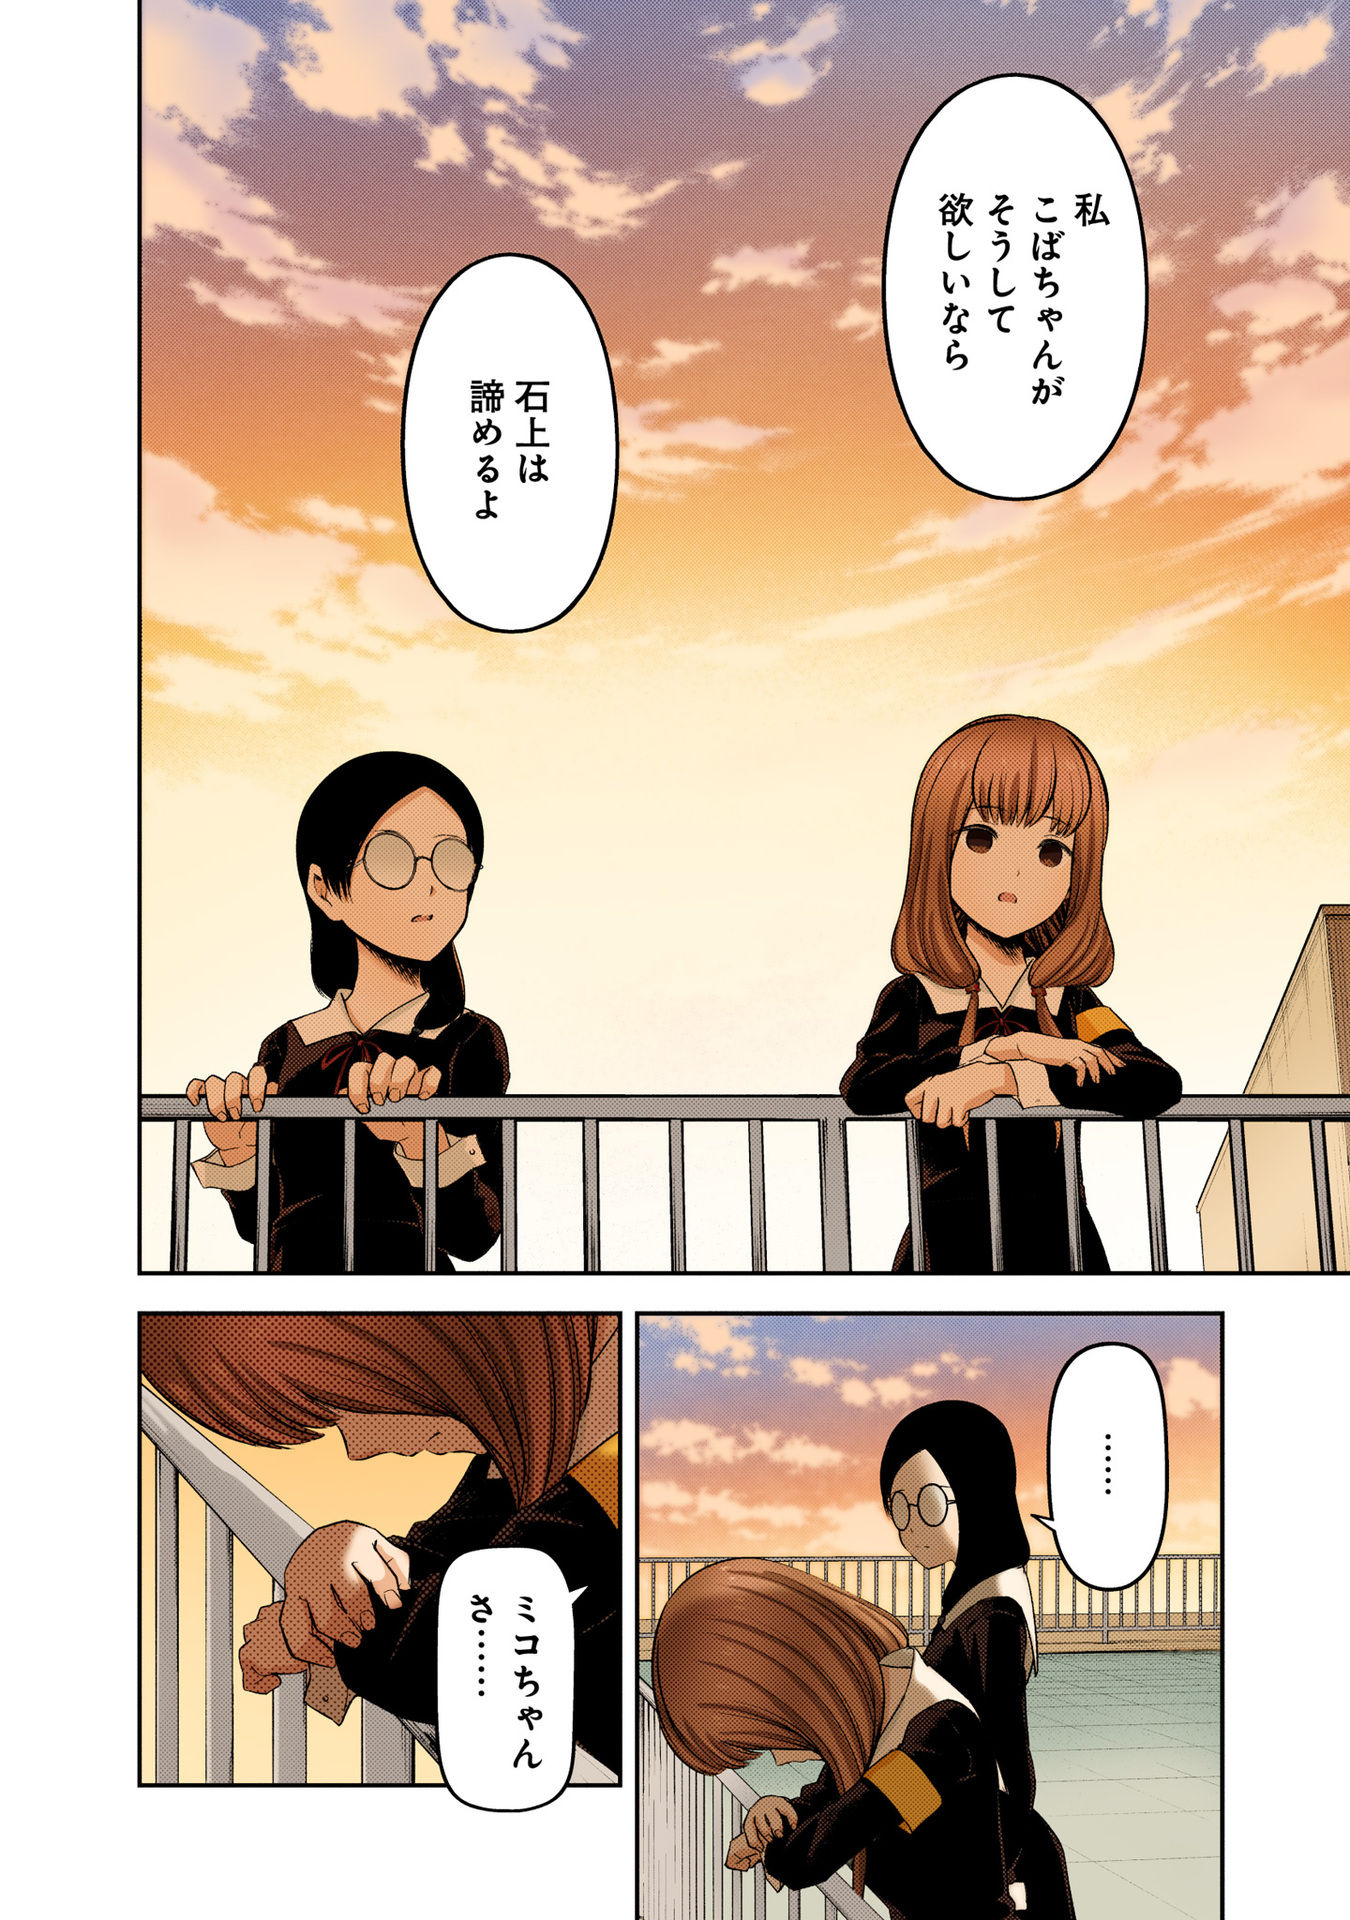 私
こばちゃんが
そうして
欲しいなら
石上は
諦めるよ
……
ミコちゃん
さ……